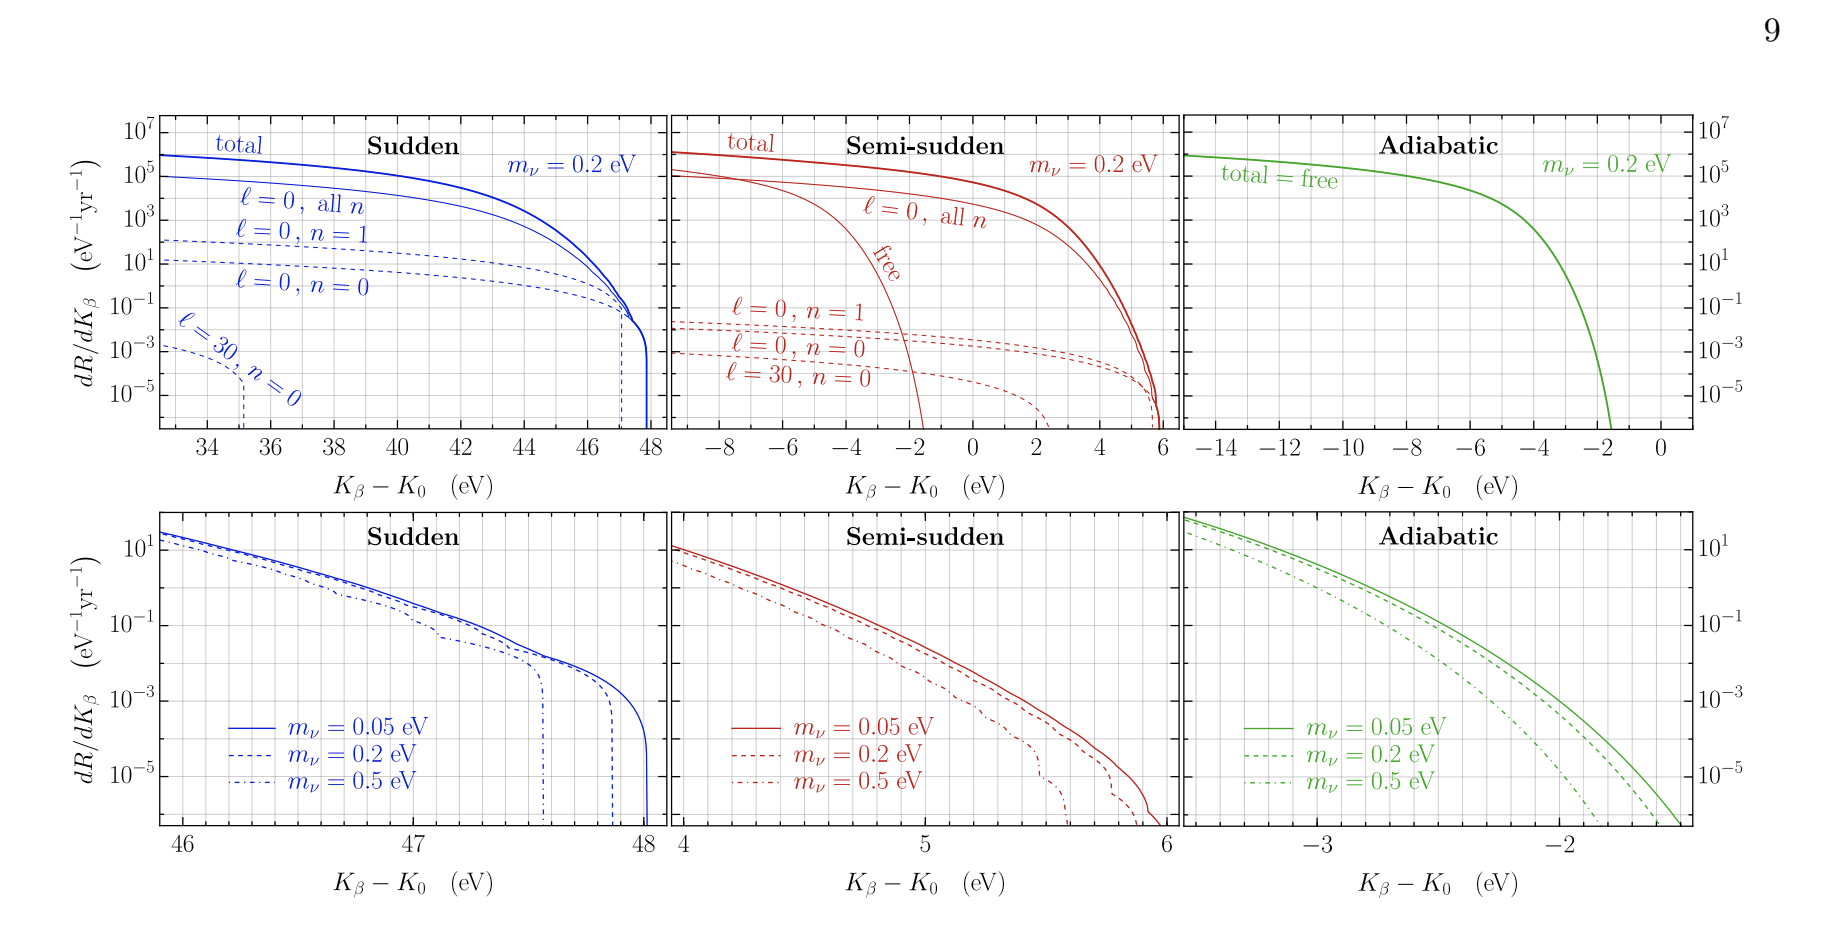 9
Sudden
total
m_ν = 0.2 eV
ℓ = 0 , all n
ℓ = 0 , n = 1
ℓ = 0 , n = 0
ℓ = 30 , n = 0
10^7
10^5
10^3
10^1
10^−1
10^−3
10^−5
dR/dK_β (eV^−1yr^−1)
34 36 38 40 42 44 46 48
K_β − K_0 (eV)
Semi-sudden
total
m_ν = 0.2 eV
ℓ = 0 , all n
free
ℓ = 0 , n = 1
ℓ = 0 , n = 0
ℓ = 30 , n = 0
−8 −6 −4 −2 0 2 4 6
K_β − K_0 (eV)
Adiabatic
m_ν = 0.2 eV
total = free
10^7
10^5
10^3
10^1
10^−1
10^−3
10^−5
−14 −12 −10 −8 −6 −4 −2 0
K_β − K_0 (eV)
Sudden
10^1
10^−1
10^−3
10^−5
dR/dK_β (eV^−1yr^−1)
m_ν = 0.05 eV
m_ν = 0.2 eV
m_ν = 0.5 eV
46 47 48
K_β − K_0 (eV)
Semi-sudden
m_ν = 0.05 eV
m_ν = 0.2 eV
m_ν = 0.5 eV
4 5 6
K_β − K_0 (eV)
Adiabatic
m_ν = 0.05 eV
m_ν = 0.2 eV
m_ν = 0.5 eV
10^1
10^−1
10^−3
10^−5
−3 −2
K_β − K_0 (eV)